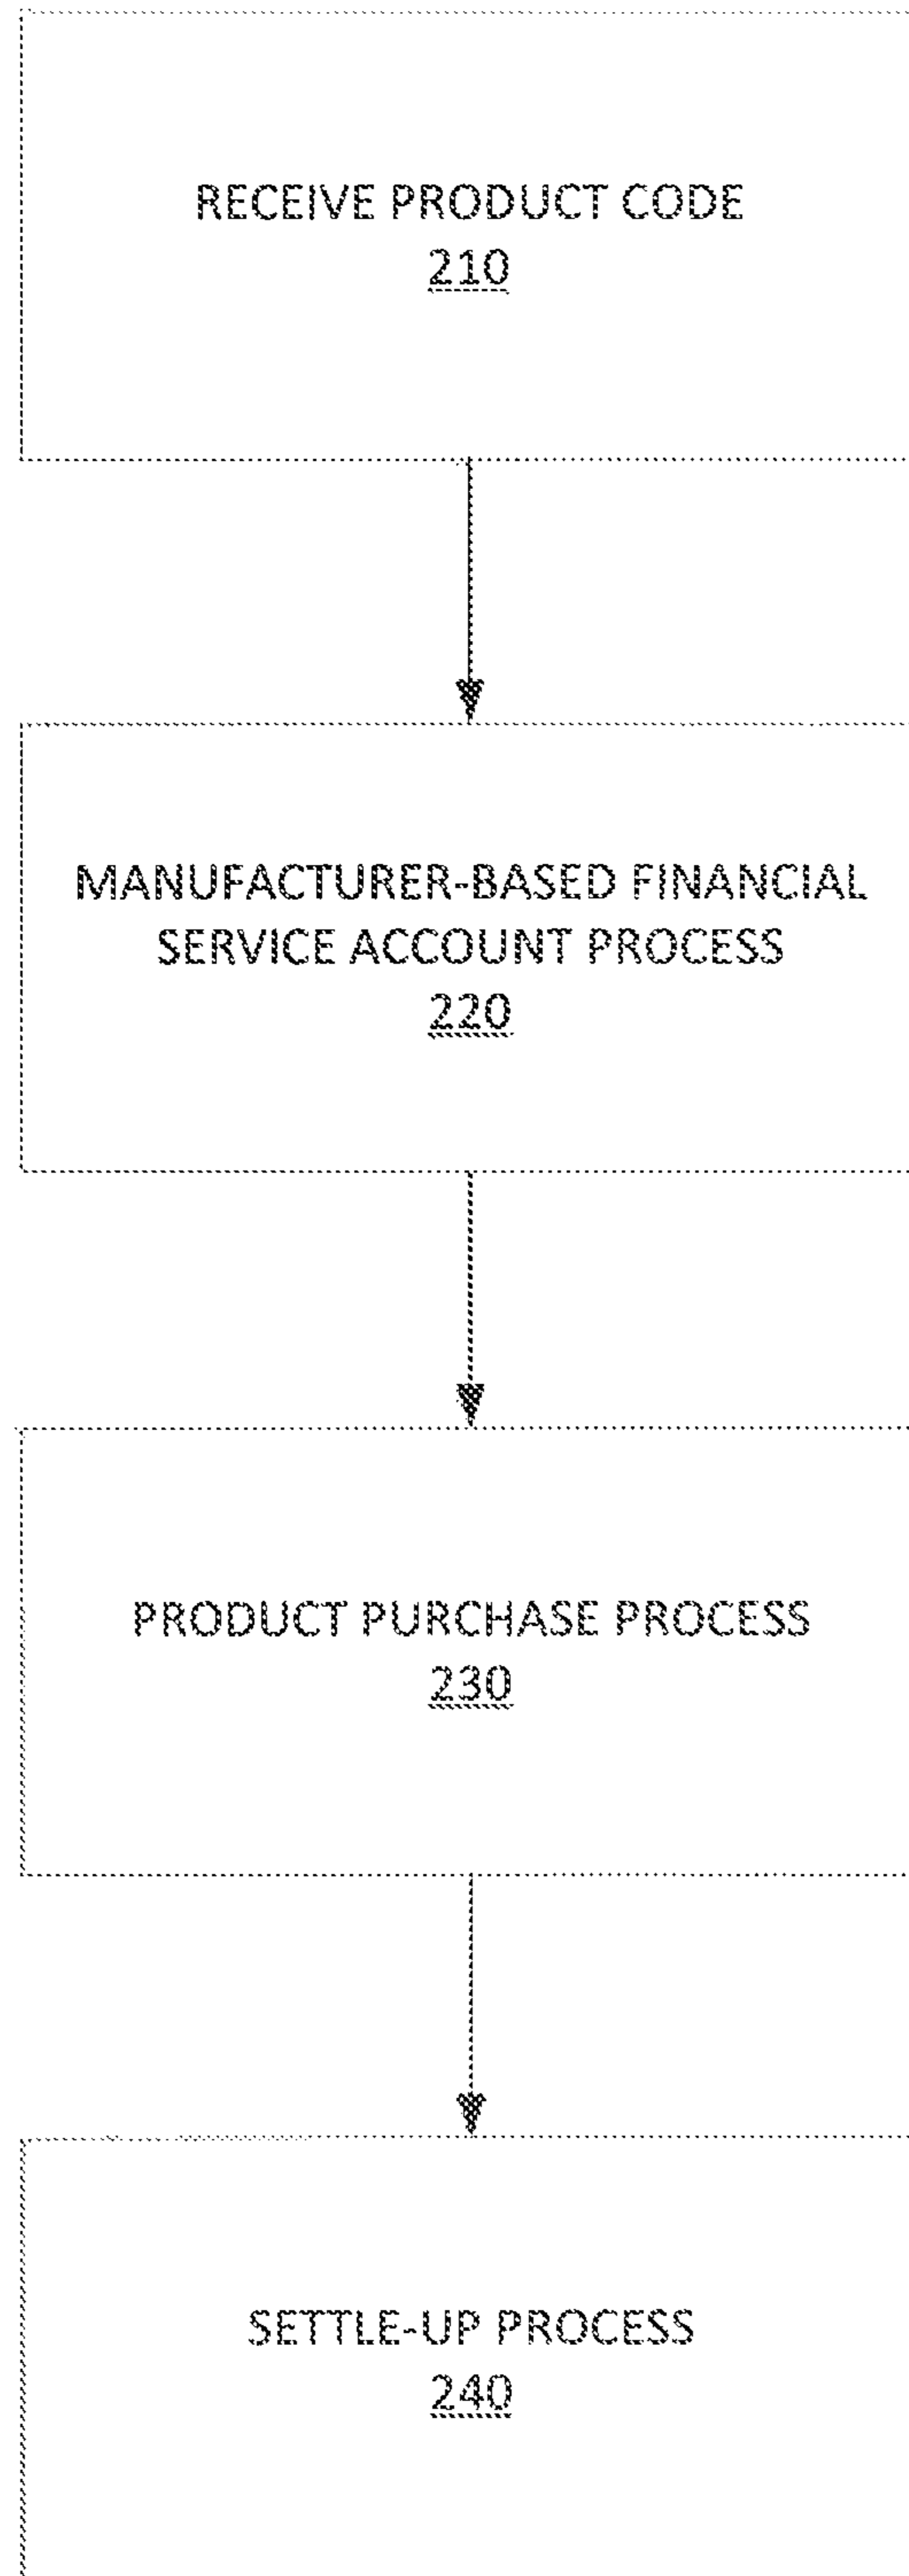 RECEIVE PRODUCT CODE
210
MANUFACTURER-BASED FINANCIAL
SERVICE ACCOUNT PROCESS
220
PRODUCT PURCHASE PROCESS
230
SETTLE-UP PROCESS
240